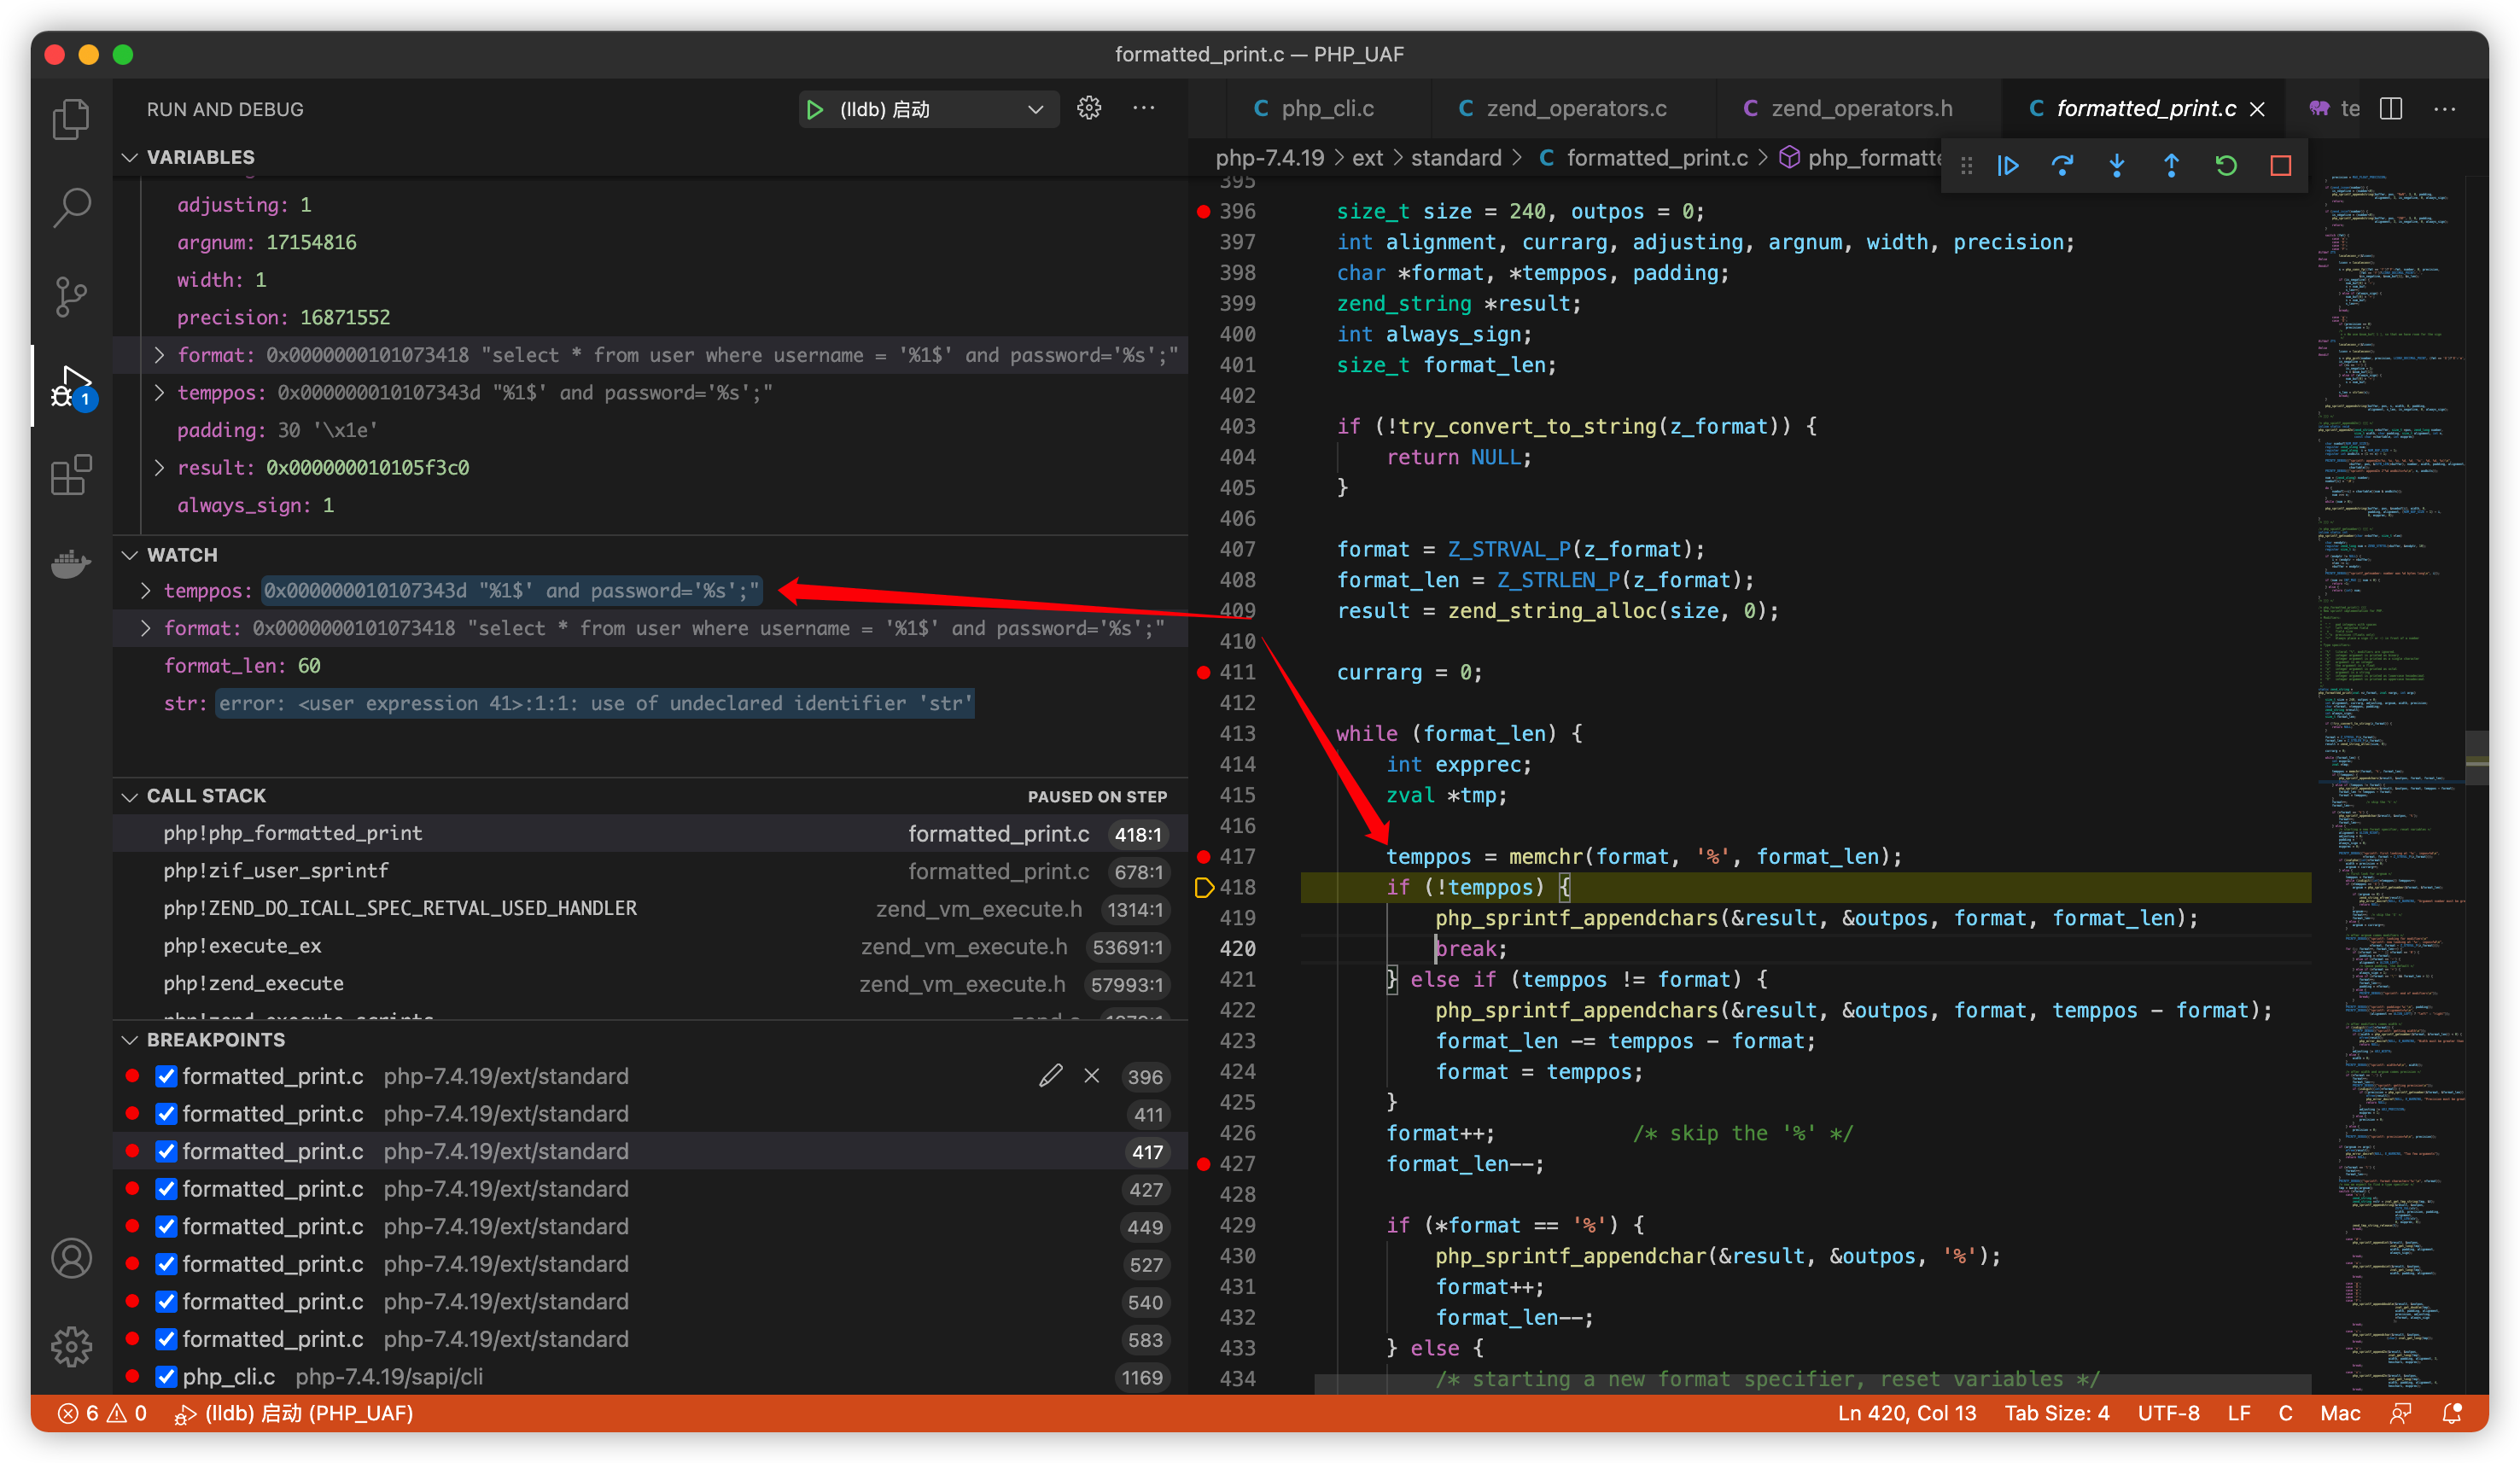 formatted_print.c — PHP_UAF
RUN AND DEBUG
(lldb) 启动
VARIABLES
adjusting: 1
argnum: 17154816
width: 1
precision: 16871552
format: 0x0000000101073418 "select * from user where username = '%1$' and password='%s';"
temppos: 0x000000010107343d "%1$' and password='%s';"
padding: 30 '\x1e'
result: 0x000000010105f3c0
always_sign: 1
WATCH
temppos: 0x000000010107343d "%1$' and password='%s';"
format: 0x0000000101073418 "select * from user where username = '%1$' and password='%s';"
format_len: 60
str: error: <user expression 41>:1:1: use of undeclared identifier 'str'
CALL STACK
PAUSED ON STEP
php!php_formatted_print formatted_print.c 418:1
php!zif_user_sprintf formatted_print.c 678:1
php!ZEND_DO_ICALL_SPEC_RETVAL_USED_HANDLER zend_vm_execute.h 1314:1
php!execute_ex zend_vm_execute.h 53691:1
php!zend_execute zend_vm_execute.h 57993:1
BREAKPOINTS
formatted_print.c php-7.4.19/ext/standard 396
formatted_print.c php-7.4.19/ext/standard 411
formatted_print.c php-7.4.19/ext/standard 417
formatted_print.c php-7.4.19/ext/standard 427
formatted_print.c php-7.4.19/ext/standard 449
formatted_print.c php-7.4.19/ext/standard 527
formatted_print.c php-7.4.19/ext/standard 540
formatted_print.c php-7.4.19/ext/standard 583
php_cli.c php-7.4.19/sapi/cli 1169
1
C php_cli.c
C zend_operators.c
C zend_operators.h
C formatted_print.c
te
php-7.4.19 > ext > standard > C formatted_print.c > php_formatte
395
396 size_t size = 240, outpos = 0;
397 int alignment, currarg, adjusting, argnum, width, precision;
398 char *format, *temppos, padding;
399 zend_string *result;
400 int always_sign;
401 size_t format_len;
402
403 if (!try_convert_to_string(z_format)) {
404 return NULL;
405 }
406
407 format = Z_STRVAL_P(z_format);
408 format_len = Z_STRLEN_P(z_format);
409 result = zend_string_alloc(size, 0);
410
411 currarg = 0;
412
413 while (format_len) {
414 int expprec;
415 zval *tmp;
416
417 temppos = memchr(format, '%', format_len);
418 if (!temppos) {
419 php_sprintf_appendchars(&result, &outpos, format, format_len);
420 break;
421 } else if (temppos != format) {
422 php_sprintf_appendchars(&result, &outpos, format, temppos - format);
423 format_len -= temppos - format;
424 format = temppos;
425 }
426 format++; /* skip the '%' */
427 format_len--;
428
429 if (*format == '%') {
430 php_sprintf_appendchar(&result, &outpos, '%');
431 format++;
432 format_len--;
433 } else {
434 /* starting a new format specifier, reset variables */
6 0 (lldb) 启动 (PHP_UAF)
Ln 420, Col 13 Tab Size: 4 UTF-8 LF C Mac